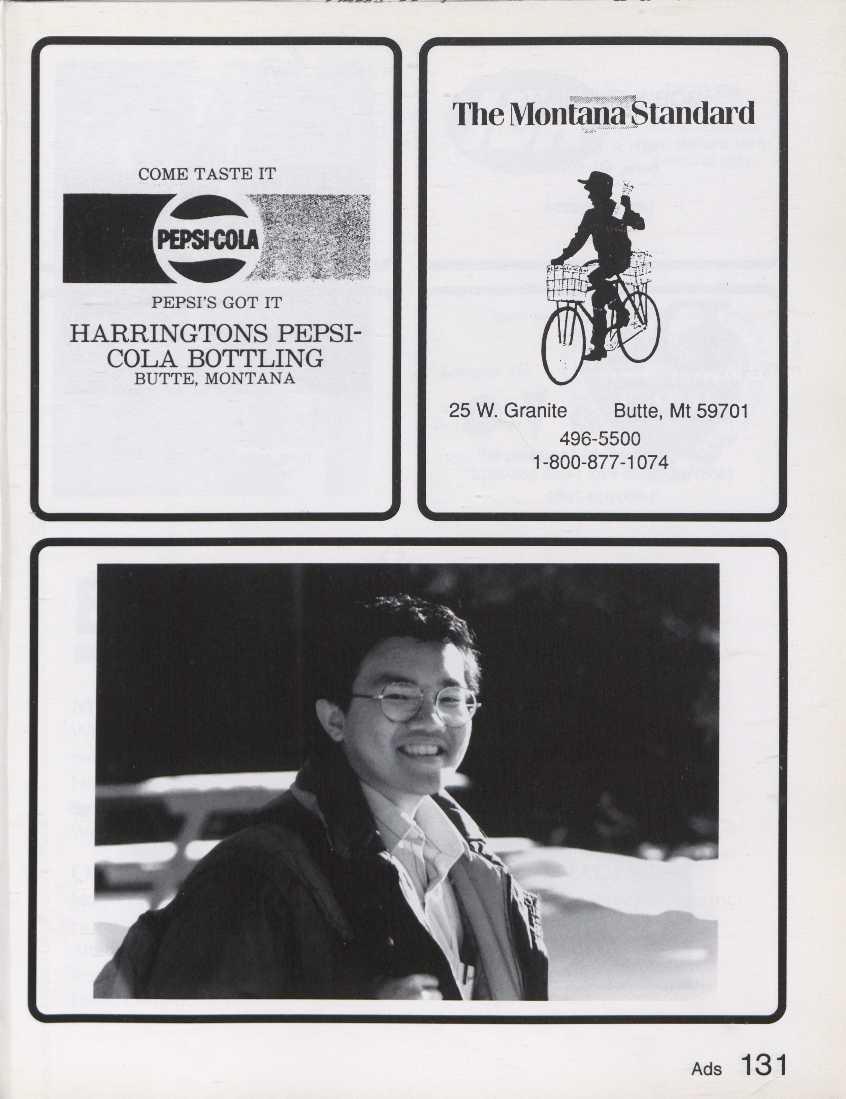 COME TASTE IT
PEPSI-COLA
PEPSI'S GOT IT
HARRINGTONS PEPSI-
COLA BOTTLING
BUTTE, MONTANA
The Montana Standard
25 W. Granite Butte, Mt 59701
496-5500
1-800-877-1074
Ads 131